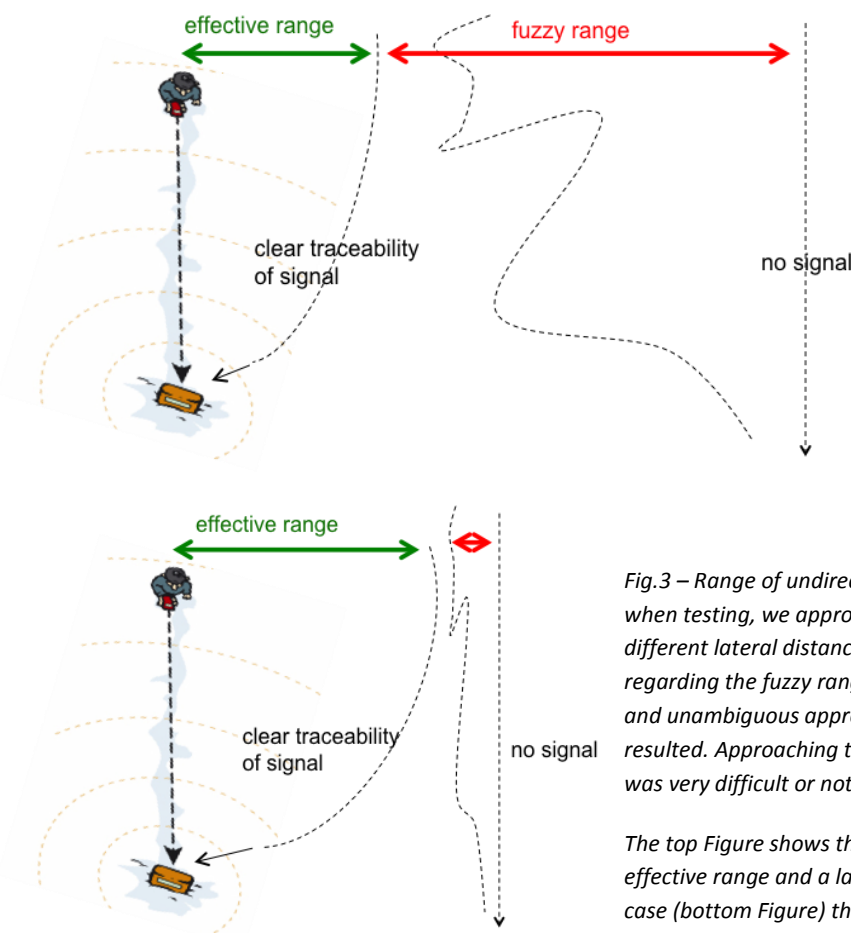 effective range
fuzzy range
clear traceability
of signal
no signal
effective range
clear traceability
of signal
no signal
Fig.3 – Range of undire
when testing, we appro
different lateral distanc
regarding the fuzzy rang
and unambiguous appr
resulted. Approaching t
was very difficult or not
The top Figure shows th
effective range and a la
case (bottom Figure) th